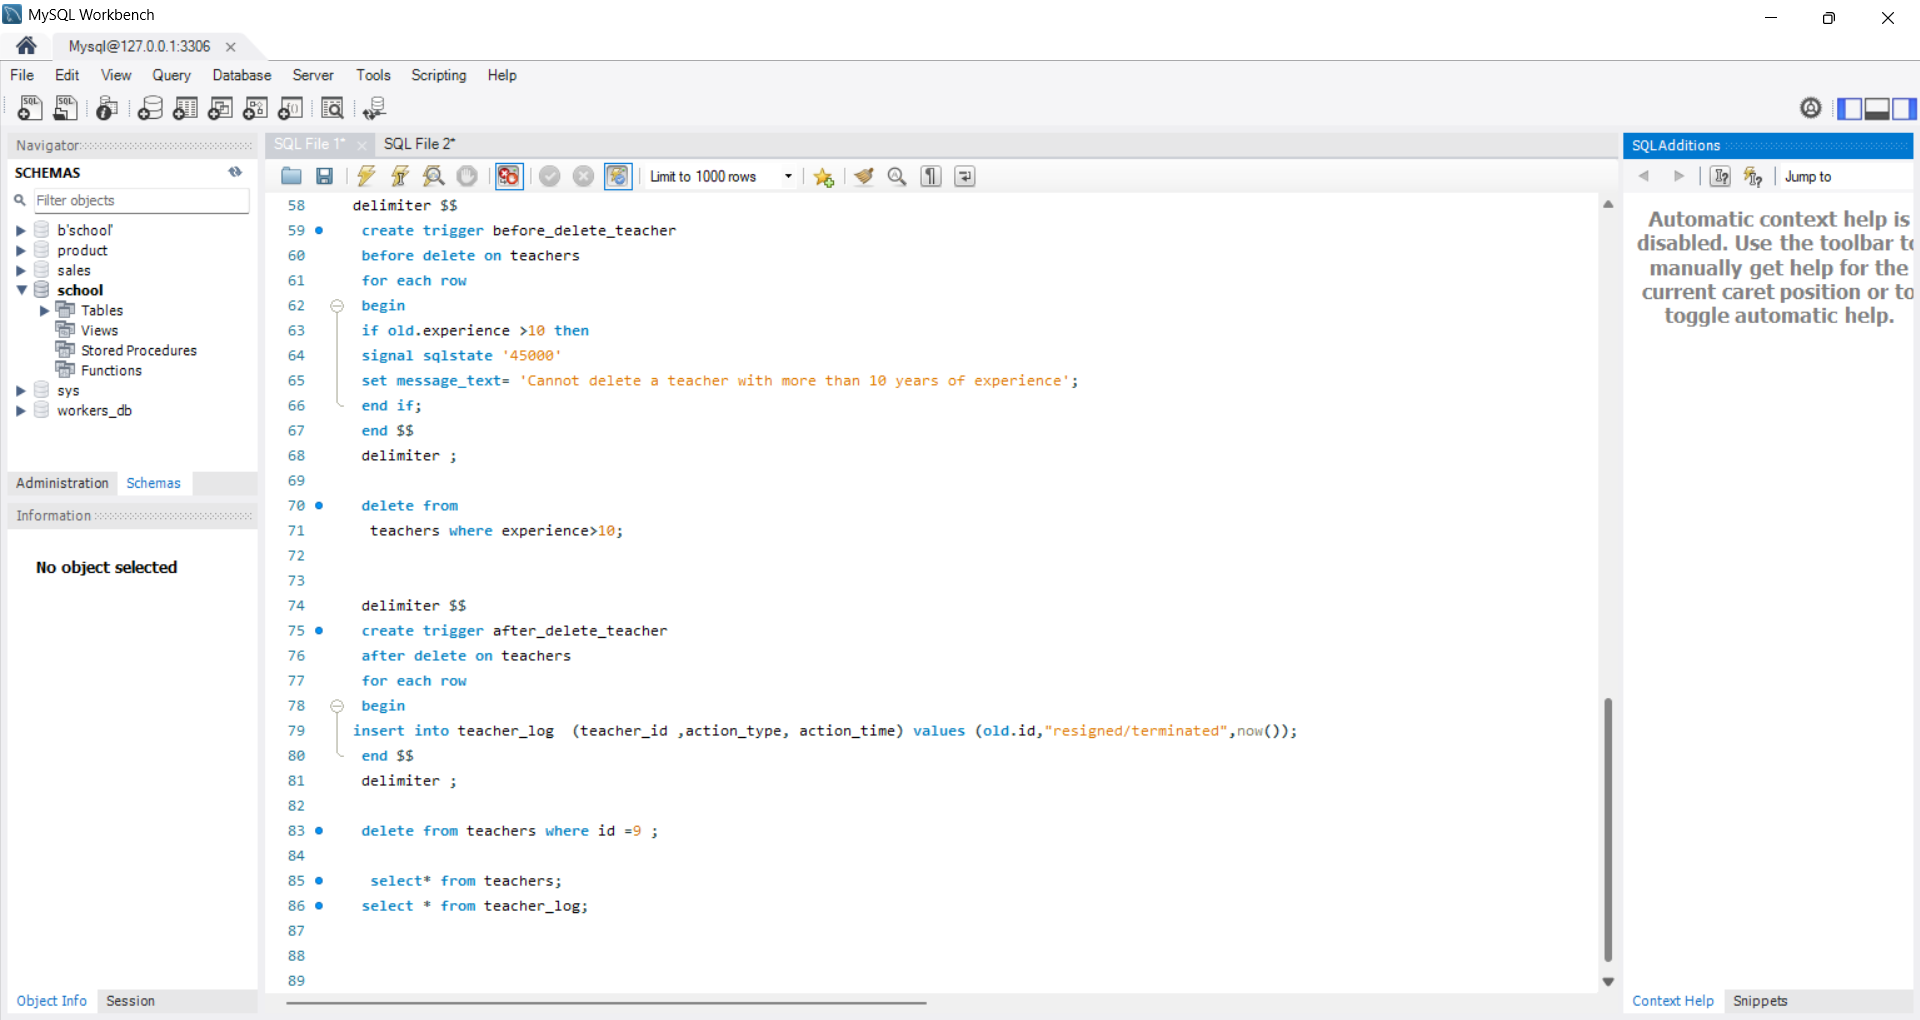 MySQL Workbench
Mysql@127.0.0.1:3306
File Edit View Query Database Server Tools Scripting Help
Navigator
SCHEMAS
Filter objects
b'school'
product
sales
school
Tables
Views
Stored Procedures
Functions
sys
workers_db
Administration Schemas
Information
No object selected
Object Info Session
SQL File 1* SQL File 2*
Limit to 1000 rows
58 delimiter $$
59 create trigger before_delete_teacher
60 before delete on teachers
61 for each row
62 begin
63 if old.experience >10 then
64 signal sqlstate '45000'
65 set message_text= 'Cannot delete a teacher with more than 10 years of experience';
66 end if;
67 end $$
68 delimiter ;
69
70 delete from
71 teachers where experience>10;
72
73
74 delimiter $$
75 create trigger after_delete_teacher
76 after delete on teachers
77 for each row
78 begin
79 insert into teacher_log  (teacher_id ,action_type, action_time) values (old.id,"resigned/terminated",now());
80 end $$
81 delimiter ;
82
83 delete from teachers where id =9 ;
84
85 select* from teachers;
86 select * from teacher_log;
87
88
89
SQLAdditions
Jump to
Automatic context help is
disabled. Use the toolbar to
manually get help for the
current caret position or to
toggle automatic help.
Context Help Snippets